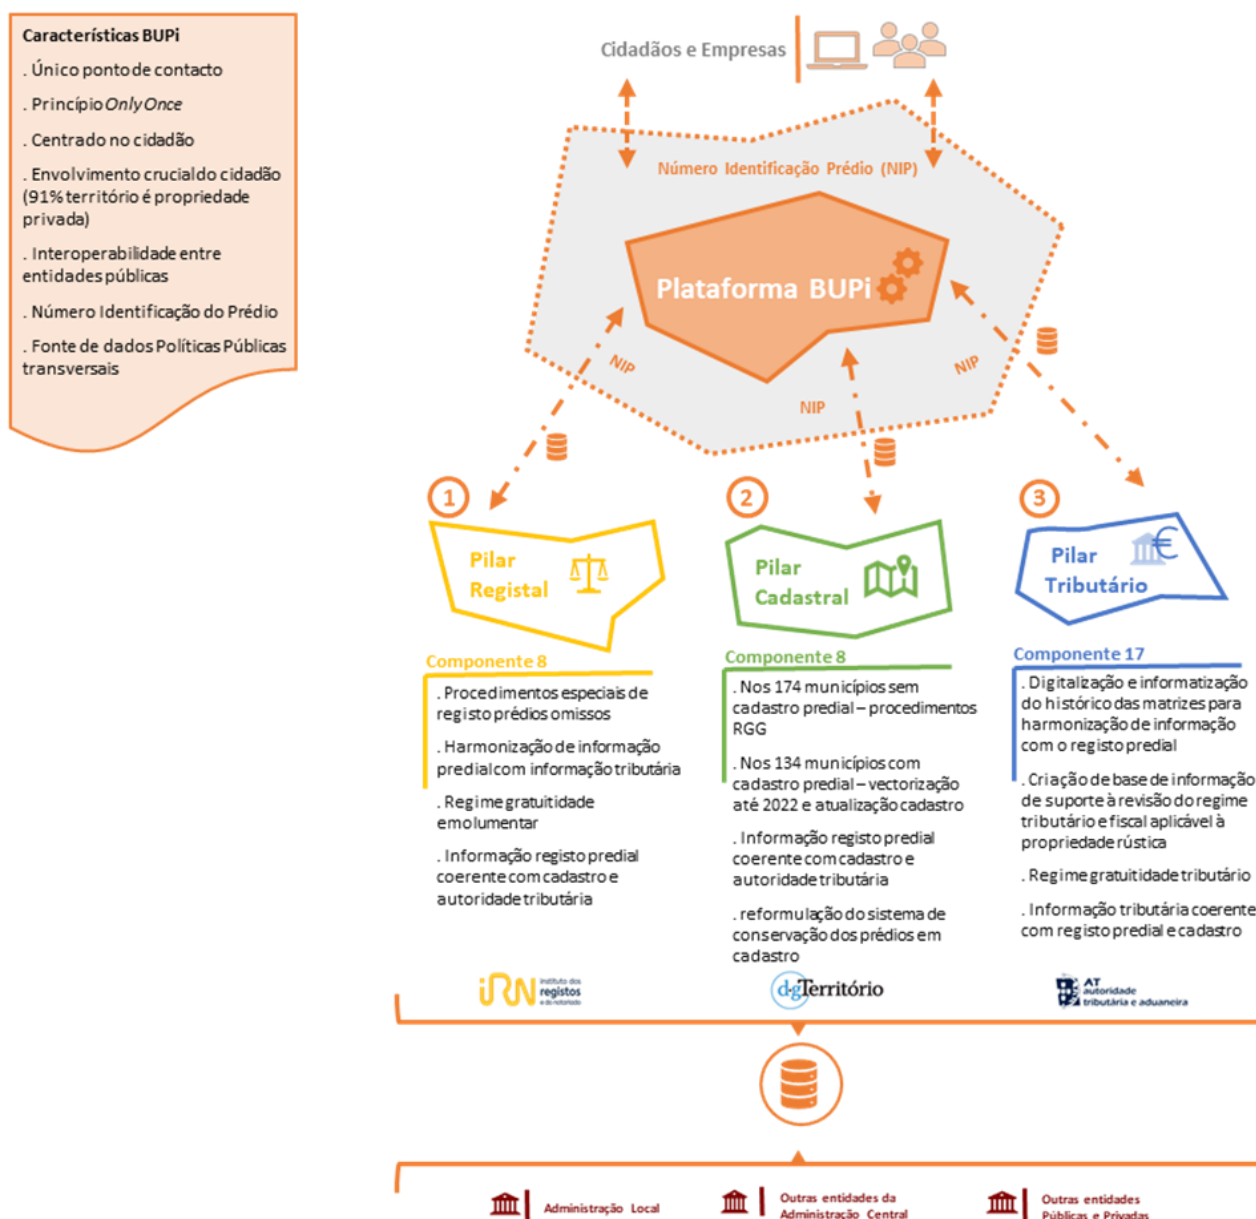 Características BUPi
. Único ponto de contacto
. Princípio Only Once
. Centrado no cidadão
. Envolvimento crucial do cidadão
(91% território é propriedade
privada)
. Interoperabilidade entre
entidades públicas
. Número Identificação do Prédio
. Fonte de dados Políticas Públicas
transversais
Cidadãos e Empresas
Número Identificação Prédio (NIP)
Plataforma BUPi
NIP
NIP
NIP
1
Pilar
Registal
Componente 8
. Procedimentos especiais de
registo prédios omissos
. Harmonização de informação
predial com informação tributária
. Regime gratuitidade
emolumentar
. Informação registo predial
coerente com cadastro e
autoridade tributária
iRN
instituto dos
registos
e do notariado
2
Pilar
Cadastral
Componente 8
. Nos 174 municípios sem
cadastro predial – procedimentos
RGG
. Nos 134 municípios com
cadastro predial – vectorização
até 2022 e atualização cadastro
. Informação registo predial
coerente com cadastro e
autoridade tributária
. reformulação do sistema de
conservação dos prédios em
cadastro
d-gTerritório
3
Pilar
Tributário
Componente 17
. Digitalização e informatização
do histórico das matrizes para
harmonização de informação
com o registo predial
. Criação de base de informação
de suporte à revisão do regime
tributário e fiscal aplicável à
propriedade rústica
. Regime gratuitidade tributário
. Informação tributária coerente
com registo predial e cadastro
AT
autoridade
tributária e aduaneira
Administração Local
Outras entidades da
Administração Central
Outras entidades
Públicas e Privadas